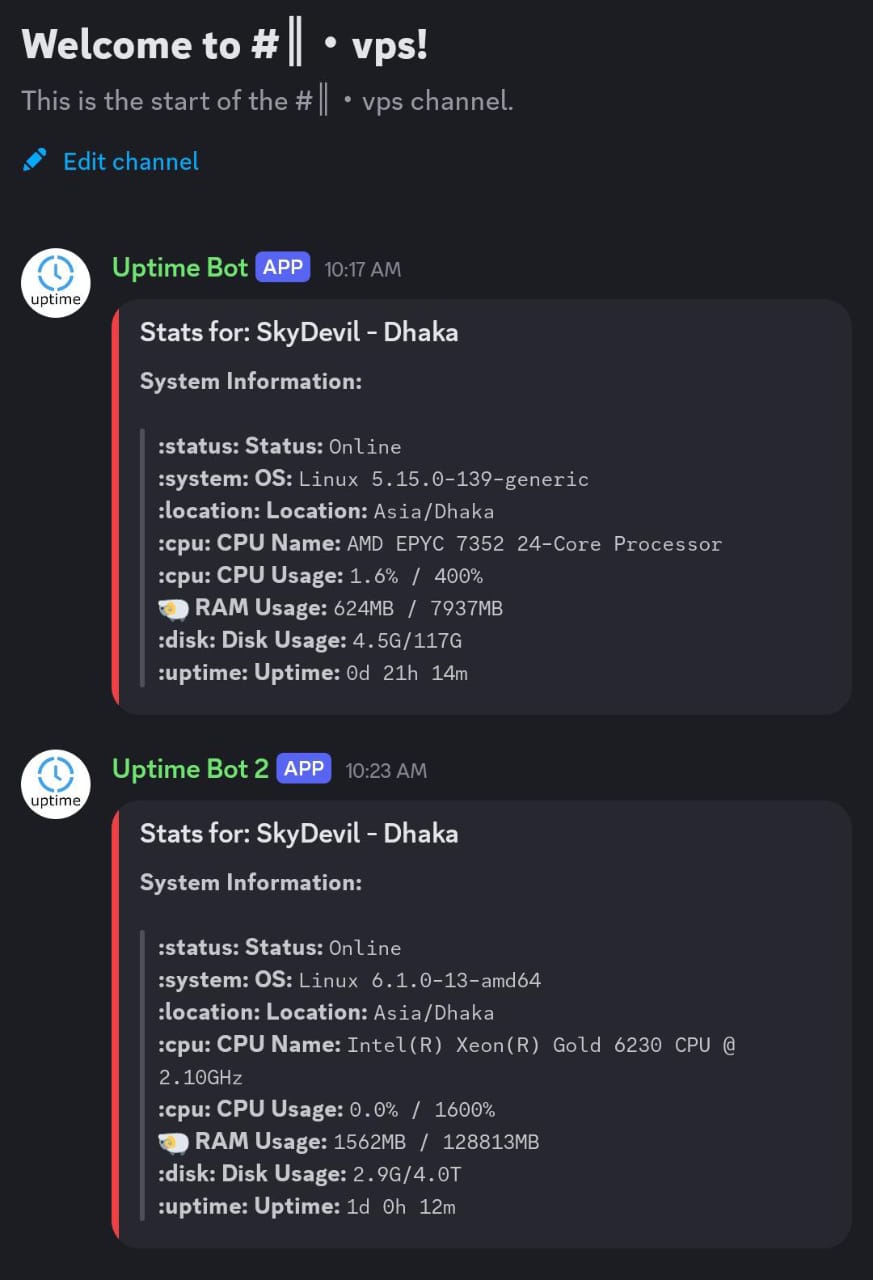 Welcome to #║・vps!
This is the start of the #║・vps channel.
Edit channel
uptime
Uptime Bot APP 10:17 AM
Stats for: SkyDevil - Dhaka
System Information:
:status: Status: Online
:system: OS: Linux 5.15.0-139-generic
:location: Location: Asia/Dhaka
:cpu: CPU Name: AMD EPYC 7352 24-Core Processor
:cpu: CPU Usage: 1.6% / 400%
🐏 RAM Usage: 624MB / 7937MB
:disk: Disk Usage: 4.5G/117G
:uptime: Uptime: 0d 21h 14m
uptime
Uptime Bot 2 APP 10:23 AM
Stats for: SkyDevil - Dhaka
System Information:
:status: Status: Online
:system: OS: Linux 6.1.0-13-amd64
:location: Location: Asia/Dhaka
:cpu: CPU Name: Intel(R) Xeon(R) Gold 6230 CPU @
2.10GHz
:cpu: CPU Usage: 0.0% / 1600%
🐏 RAM Usage: 1562MB / 128813MB
:disk: Disk Usage: 2.9G/4.0T
:uptime: Uptime: 1d 0h 12m